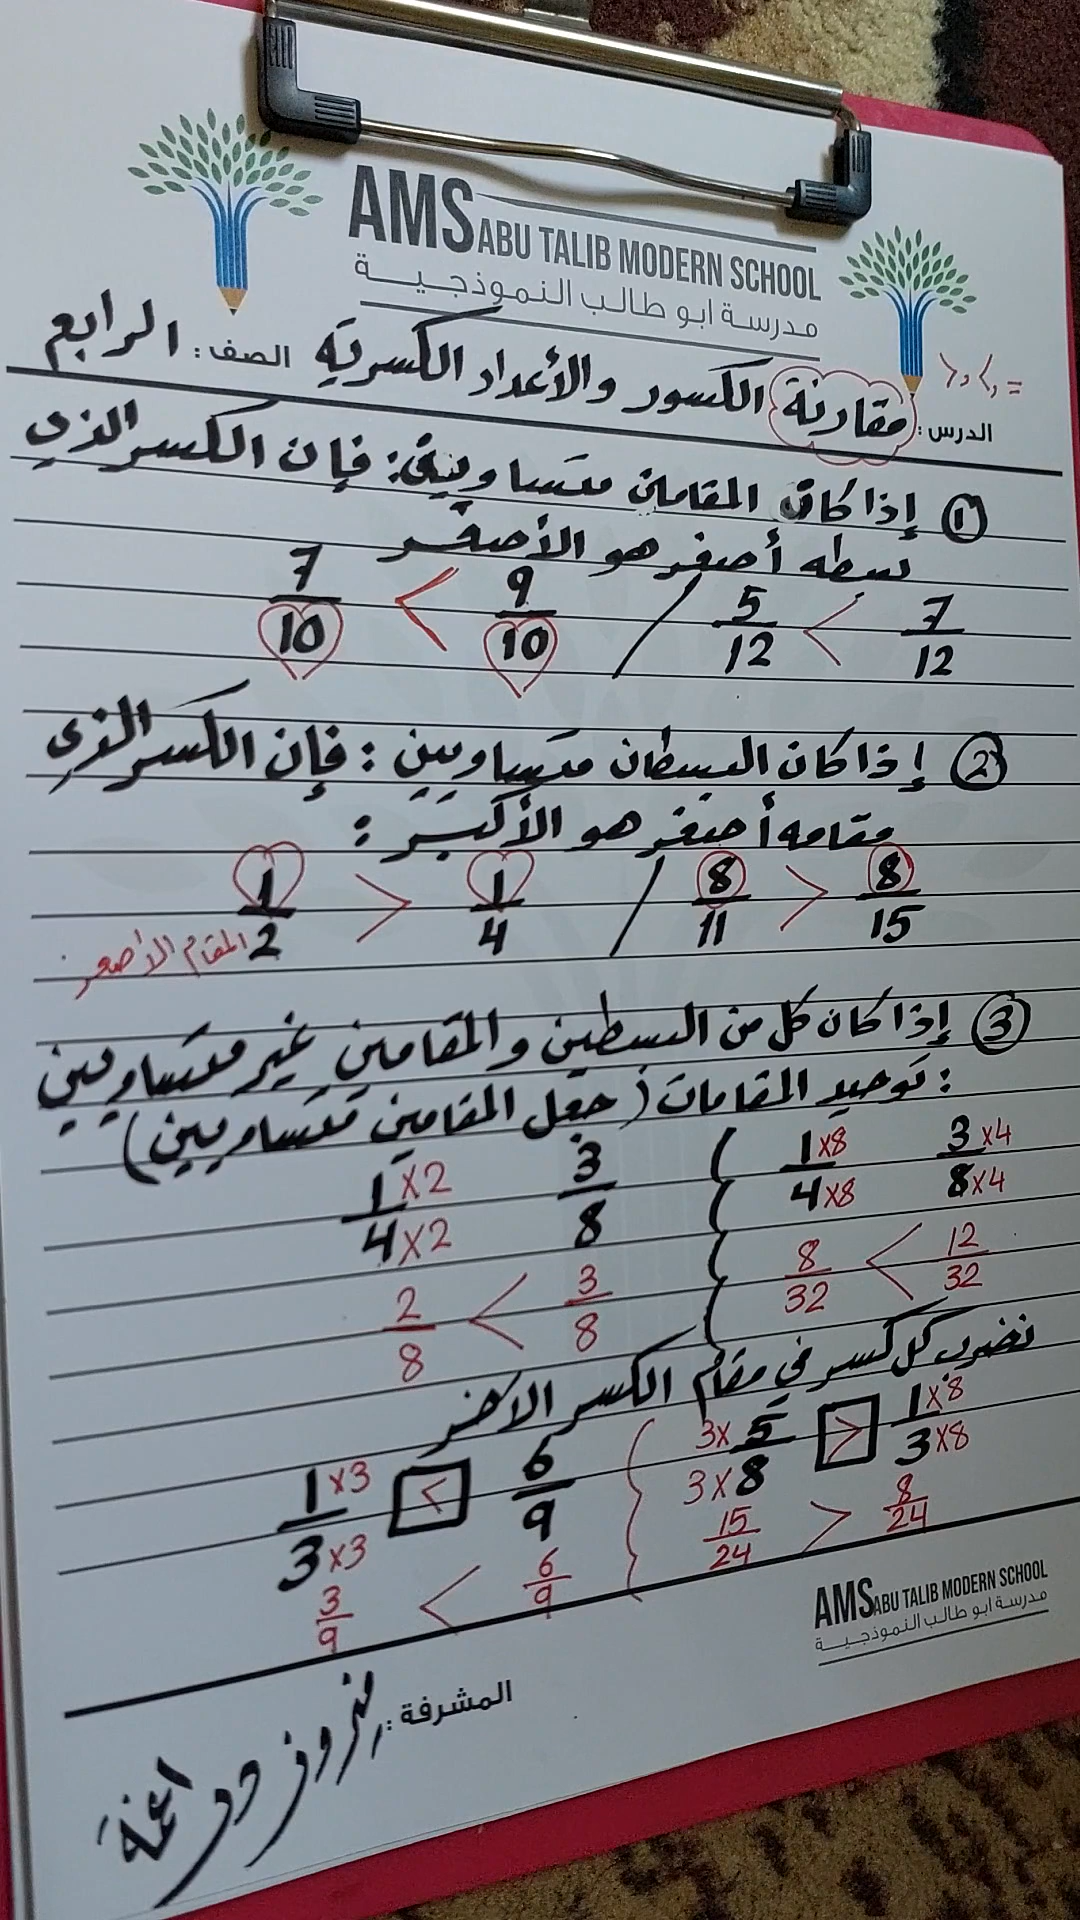 AMS ABU TALIB MODERN SCHOOL
مدرسة ابو طالب النموذجية
> , < , =
الدرس: مقارنة الكسور والأعداد الكسرية الصف: الرابع
① إذا كان المقامين متساويين: فإن الكسر الذي
بسطه أصغر هو الأصغر
7/10 < 9/10 / 5/12 < 7/12
② إذا كان البسطان متساويين: فإن الكسر الذي
مقامه أصغر هو الأكبر:
1/2 > 1/4 / 8/11 > 8/15
المقام الأصغر
③ إذا كان كل من البسطين والمقامين غير متساويين
: توحيد المقامات (جعل المقامين متساويين)
1×2/4×2 3/8 ( 1×8/4×8 3×4/8×4
2/8 < 3/8 ( 8/32 < 12/32
نضرب كل كسر في مقام الكسر الآخر
1×3/3×3 < 6/9 { 3×5/3×8 > 1×8/3×8
3/9 < 6/9 { 15/24 > 8/24
AMS ABU TALIB MODERN SCHOOL
مدرسة ابو طالب النموذجية
المشرفة: